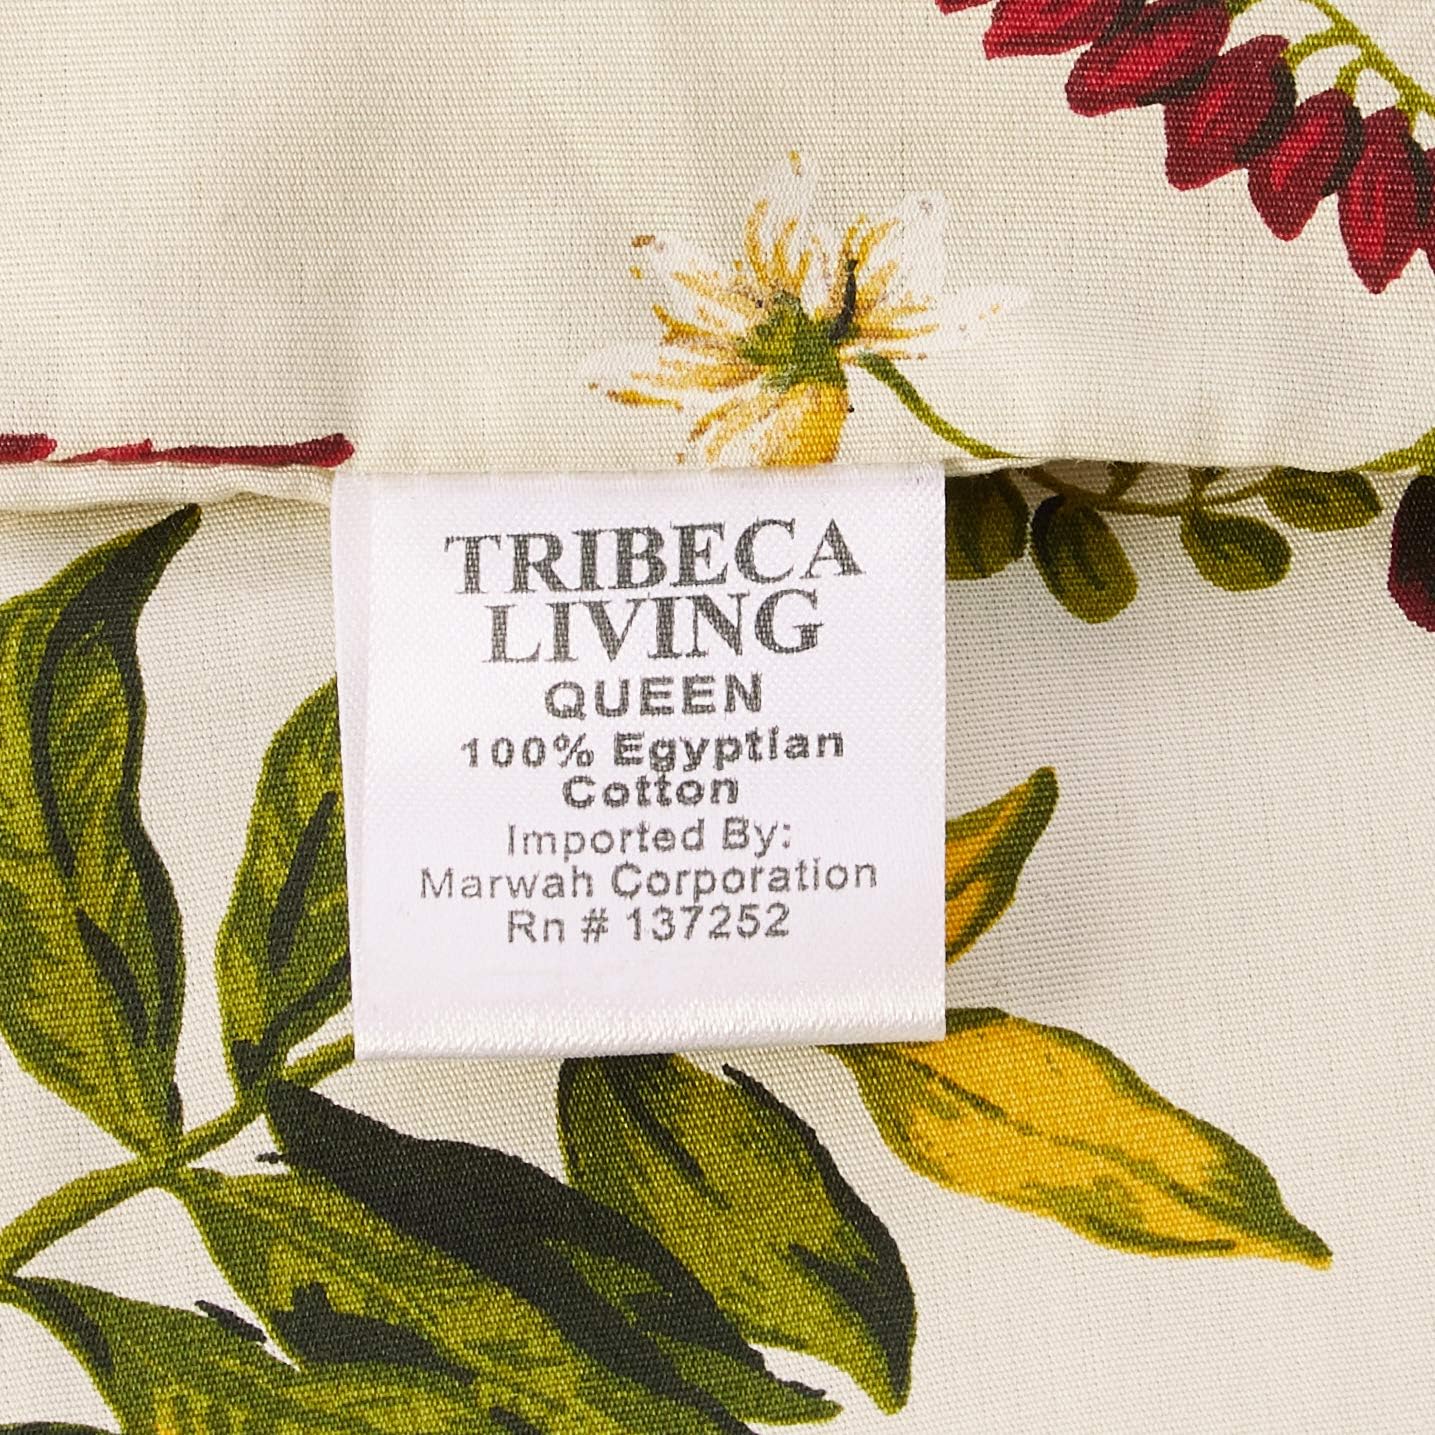 TRIBECA
LIVING
QUEEN
100% Egyptian
Cotton
Imported By:
Marwah Corporation
Rn # 137252